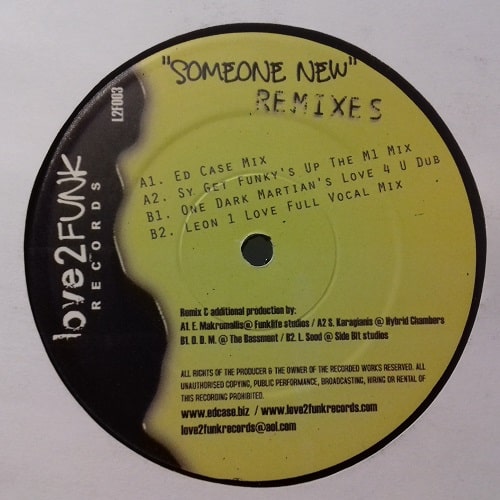 "SOMEONE NEW"
REMIXES
L2F003
love2FUNK
RECORDS
A1. Ed Case Mix
A2. Sy Get Funky's Up The M1 Mix
B1. One Dark Martian's Love 4 U Dub
B2. Leon 1 Love Full Vocal Mix
Remix & additional production by:
A1. E. Makromallis@ Funklife studios / A2 S. Karagianis @ Hybrid Chambers
B1. O. D. M. @ The Bassment / B2. L. Sood @ Side Bit studios
ALL RIGHTS OF THE PRODUCER & THE OWNER OF THE RECORDED WORKS RESERVED. ALL
UNAUTHORISED COPYING, PUBLIC PERFORMANCE, BROADCASTING, HIRING OR RENTAL OF
THIS RECORDING PROHIBITED.
www.edcase.biz / www.love2funkrecords.com
love2funkrecords@aol.com